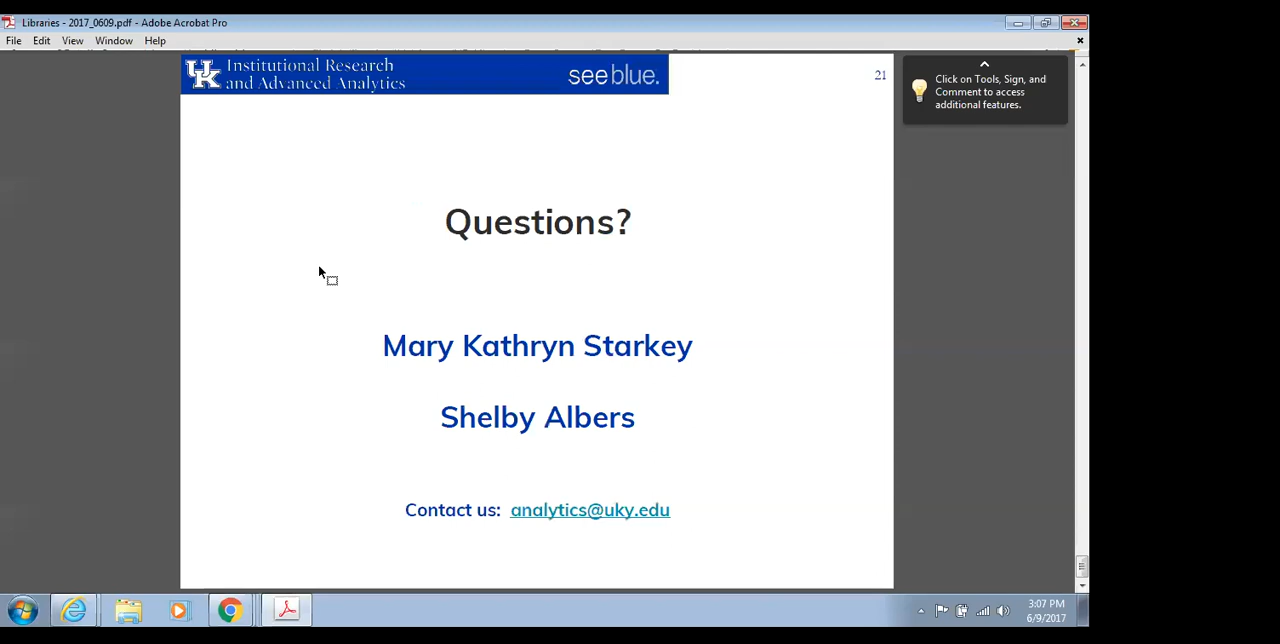 Libraries - 2017_0609.pdf - Adobe Acrobat Pro
File Edit View Window Help
UK Institutional Research
and Advanced Analytics
see blue.
21
Click on Tools, Sign, and
Comment to access
additional features.
Questions?
Mary Kathryn Starkey
Shelby Albers
Contact us: analytics@uky.edu
3:07 PM
6/9/2017